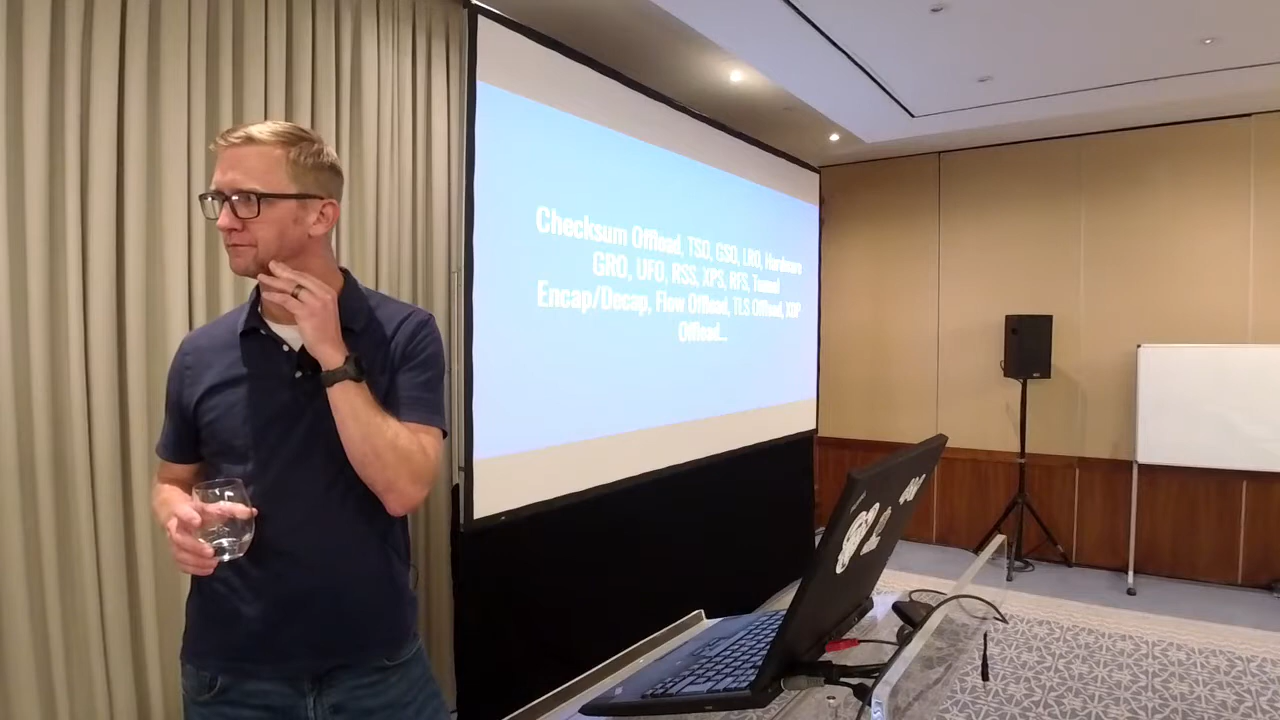 Checksum Offload, TSO, GSO, LRO, Hardware
GRO, UFO, RSS, XPS, RFS, Tunnel
Encap/Decap, Flow Offload, TLS Offload, XDP
Offload...